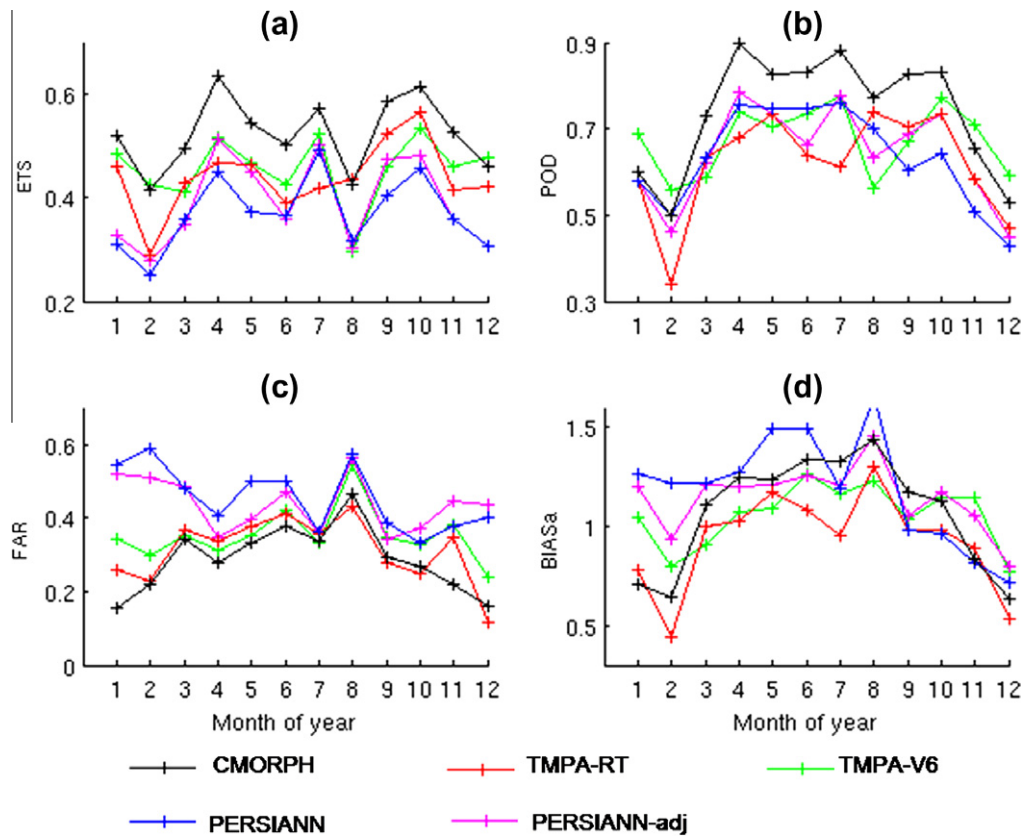 (a)
(b)
0.6
0.4
0.2
ETS
1 2 3 4 5 6 7 8 9 10 11 12
0.9
0.7
0.5
0.3
POD
1 2 3 4 5 6 7 8 9 10 11 12
(c)
(d)
0.6
0.4
0.2
0
FAR
1 2 3 4 5 6 7 8 9 10 11 12
Month of year
1.5
1
0.5
BIASa
1 2 3 4 5 6 7 8 9 10 11 12
Month of year
CMORPH
TMPA-RT
TMPA-V6
PERSIANN
PERSIANN-adj